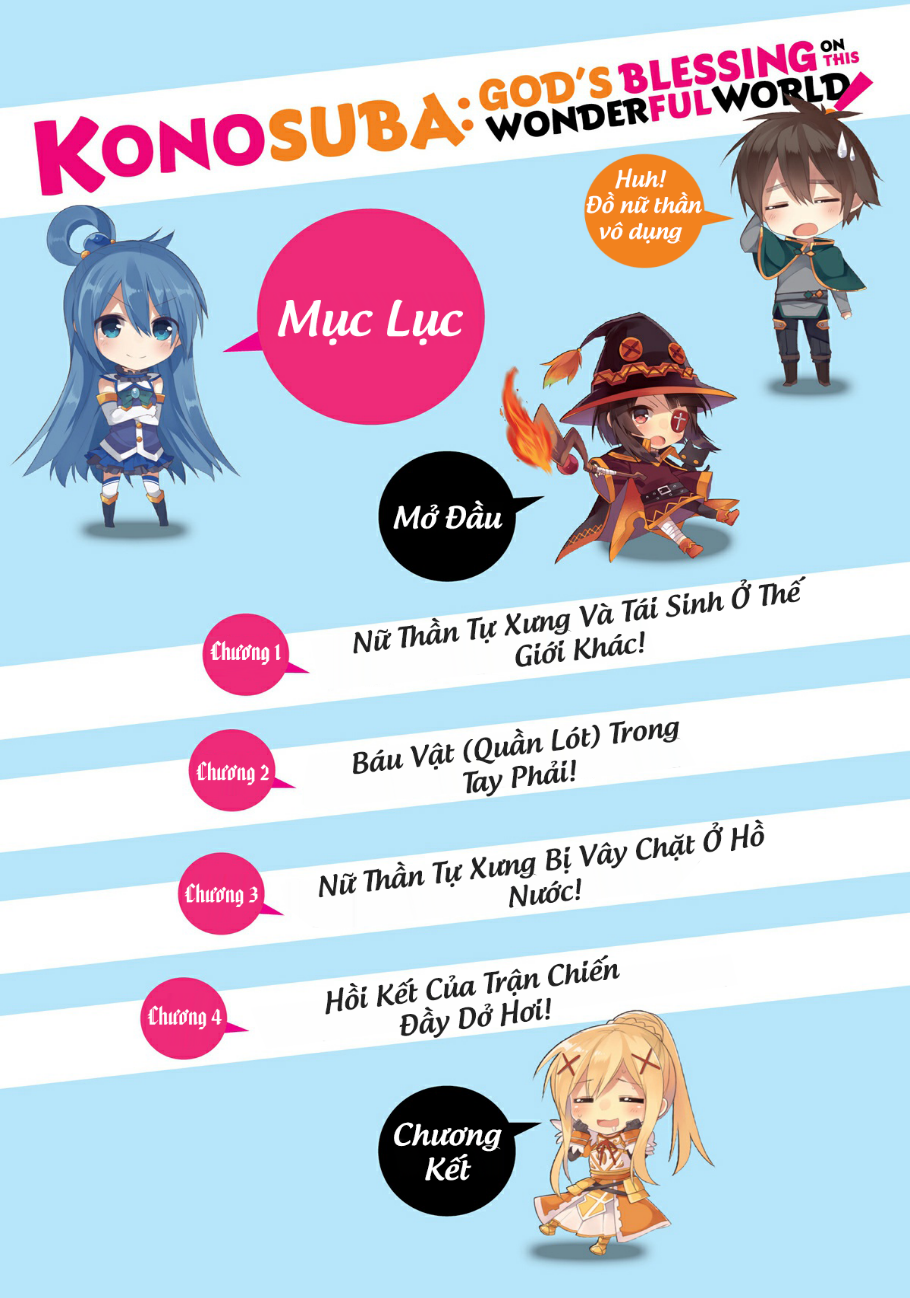 KONOSUBA: GOD'S BLESSING ON THIS
WONDERFUL WORLD!
Huh!
Đồ nữ thần
vô dụng
Mục Lục
Mở Đầu
Chương 1
Nữ Thần Tự Xưng Và Tái Sinh Ở Thế
Giới Khác!
Chương 2
Báu Vật (Quần Lót) Trong
Tay Phải!
Chương 3
Nữ Thần Tự Xưng Bị Vây Chặt Ở Hồ
Nước!
Chương 4
Hồi Kết Của Trận Chiến
Đầy Dở Hơi!
Chương
Kết